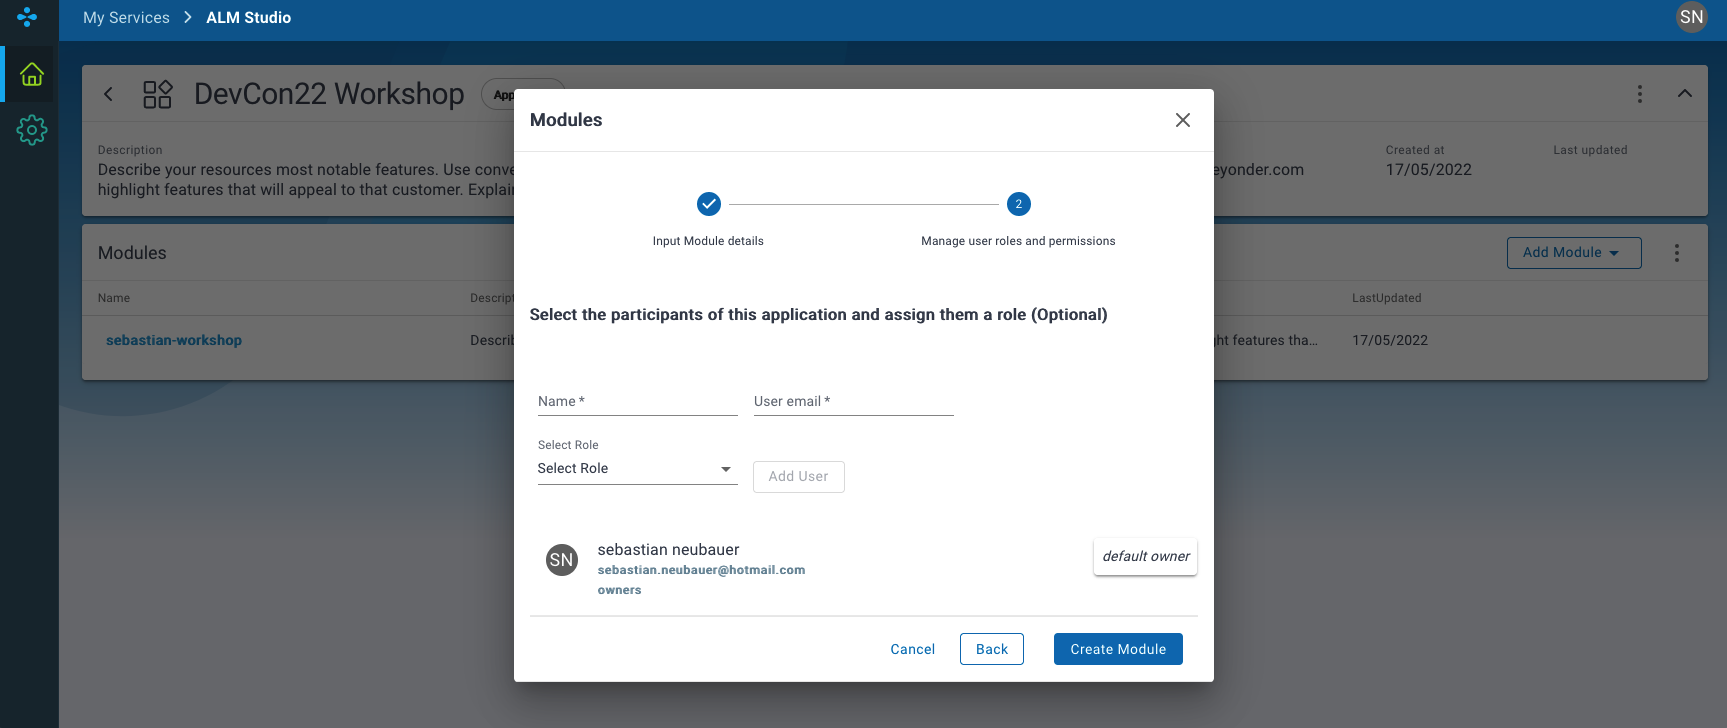 My Services > ALM Studio
SN
DevCon22 Workshop
App
Description
Describe your resources most notable features. Use conve
highlight features that will appeal to that customer. Explai
eyonder.com
Created at
17/05/2022
Last updated
Modules
Add Module
Name
Descript
LastUpdated
sebastian-workshop
Descri
ht features tha...
17/05/2022
Modules
2
Input Module details
Manage user roles and permissions
Select the participants of this application and assign them a role (Optional)
Name *
User email *
Select Role
Select Role
Add User
SN
sebastian neubauer
sebastian.neubauer@hotmail.com
owners
default owner
Cancel
Back
Create Module